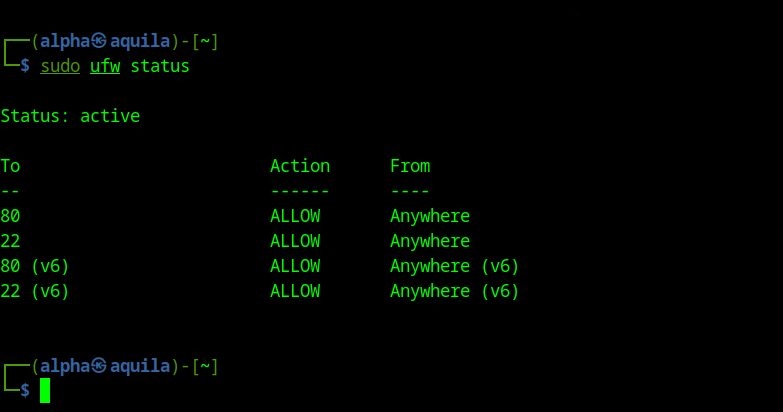 ┌──(alpha㉿aquila)-[~]
└─$ sudo ufw status
Status: active
To                         Action      From
--                         ------      ----
80                         ALLOW       Anywhere
22                         ALLOW       Anywhere
80 (v6)                    ALLOW       Anywhere (v6)
22 (v6)                    ALLOW       Anywhere (v6)
┌──(alpha㉿aquila)-[~]
└─$